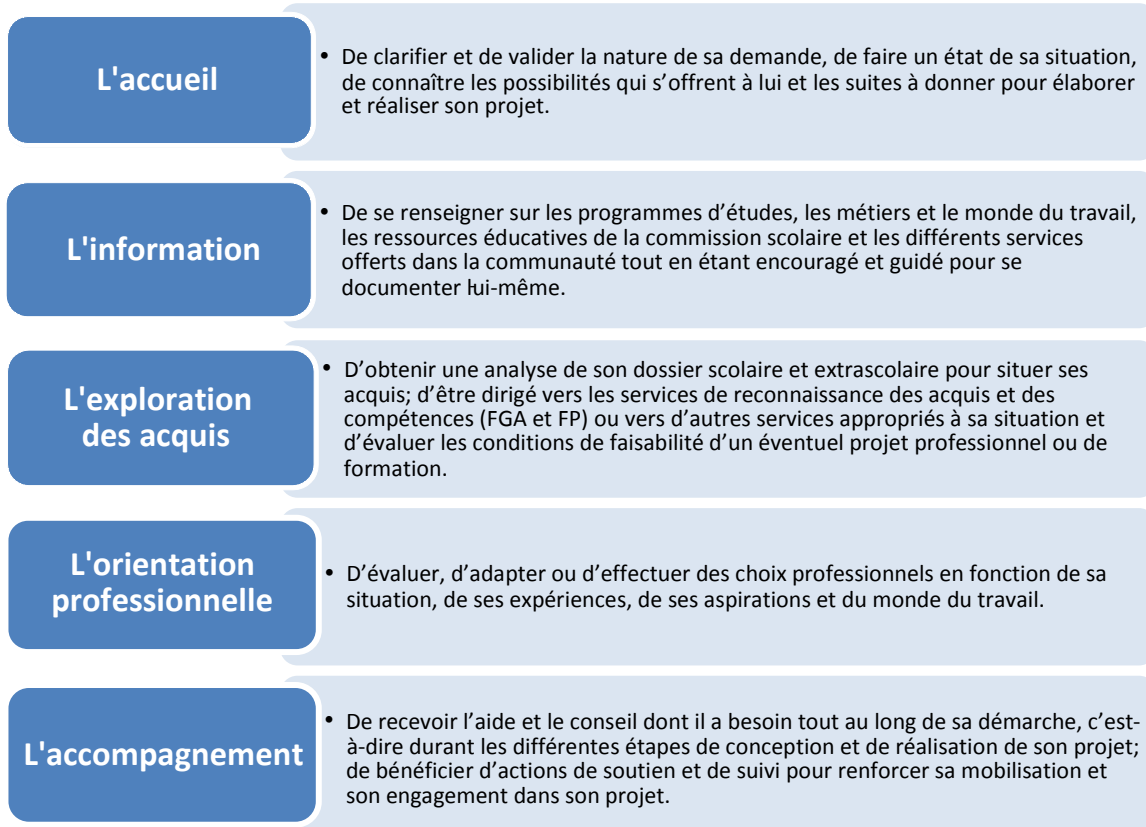 L'accueil
• De clarifier et de valider la nature de sa demande, de faire un état de sa situation,
de connaître les possibilités qui s’offrent à lui et les suites à donner pour élaborer
et réaliser son projet.
L'information
• De se renseigner sur les programmes d’études, les métiers et le monde du travail,
les ressources éducatives de la commission scolaire et les différents services
offerts dans la communauté tout en étant encouragé et guidé pour se
documenter lui-même.
L'exploration
des acquis
• D’obtenir une analyse de son dossier scolaire et extrascolaire pour situer ses
acquis; d’être dirigé vers les services de reconnaissance des acquis et des
compétences (FGA et FP) ou vers d’autres services appropriés à sa situation et
d’évaluer les conditions de faisabilité d’un éventuel projet professionnel ou de
formation.
L'orientation
professionnelle
• D’évaluer, d’adapter ou d’effectuer des choix professionnels en fonction de sa
situation, de ses expériences, de ses aspirations et du monde du travail.
L'accompagnement
• De recevoir l’aide et le conseil dont il a besoin tout au long de sa démarche, c’est-
à-dire durant les différentes étapes de conception et de réalisation de son projet;
de bénéficier d’actions de soutien et de suivi pour renforcer sa mobilisation et
son engagement dans son projet.